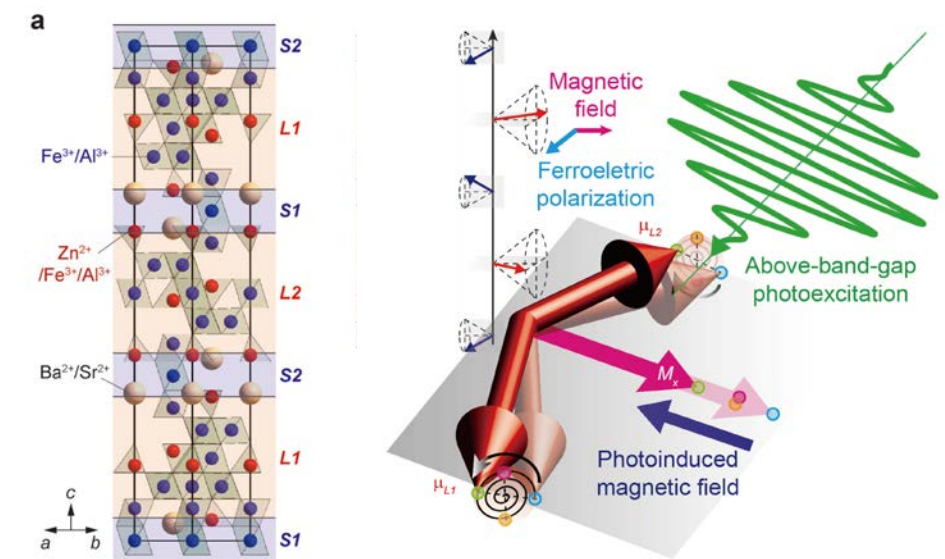 a
S2
L1
Fe³⁺/Al³⁺
S1
Zn²⁺
/Fe³⁺/Al³⁺
L2
Ba²⁺/Sr²⁺
S2
L1
S1
c
a
b
Magnetic
field
Ferroeletric
polarization
μL2
Above-band-gap
photoexcitation
Mx
Photoinduced
magnetic field
μL1